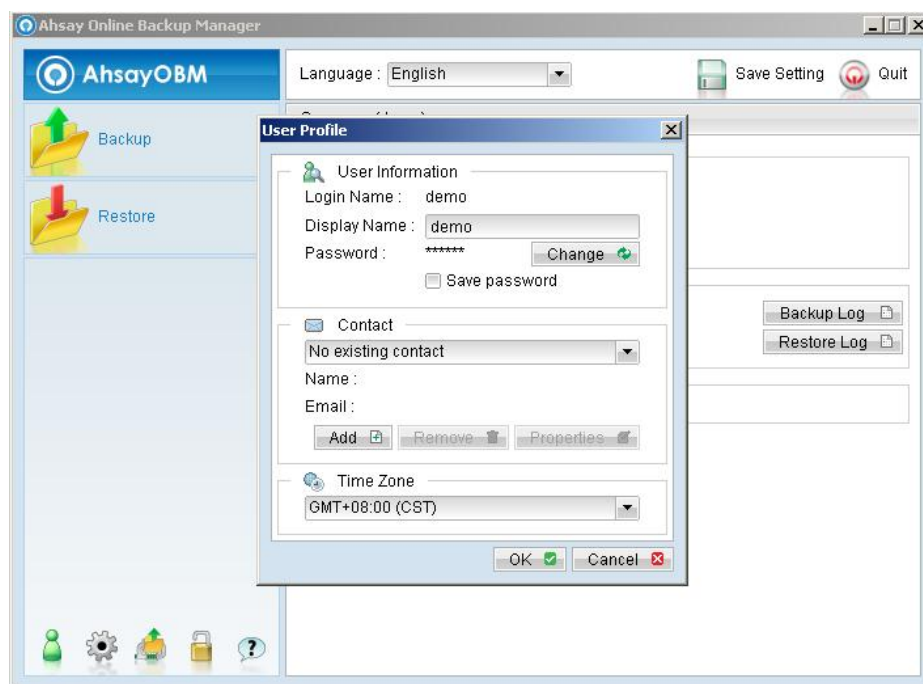 Ahsay Online Backup Manager
AhsayOBM
Language : English
Save Setting
Quit
Backup
Restore
User Profile
User Information
Login Name : demo
Display Name : demo
Password : ****** Change
Save password
Contact
No existing contact
Name :
Email :
Add Remove Properties
Time Zone
GMT+08:00 (CST)
OK Cancel
Backup Log
Restore Log